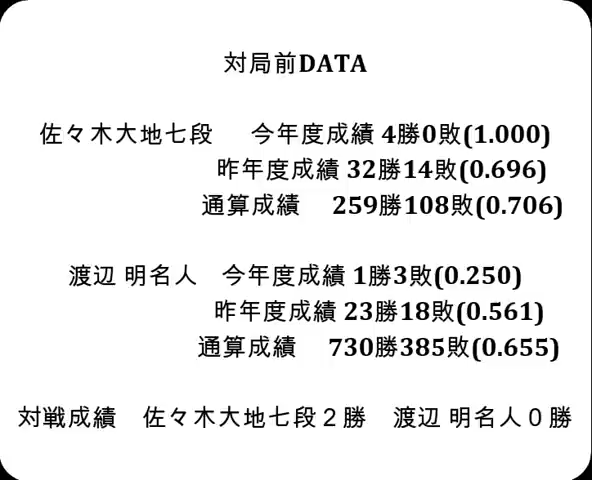 対局前DATA
佐々木大地七段 今年度成績 4勝0敗(1.000)
昨年度成績 32勝14敗(0.696)
通算成績 259勝108敗(0.706)
渡辺 明名人 今年度成績 1勝3敗(0.250)
昨年度成績 23勝18敗(0.561)
通算成績 730勝385敗(0.655)
対戦成績 佐々木大地七段２勝 渡辺 明名人０勝